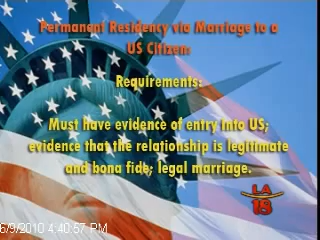 Permanent Residency via Marriage to a
US Citizen:
Requirements:
Must have evidence of entry into US;
evidence that the relationship is legitimate
and bona fide; legal marriage.
LA
19
6/9/2010 4:40:57 PM